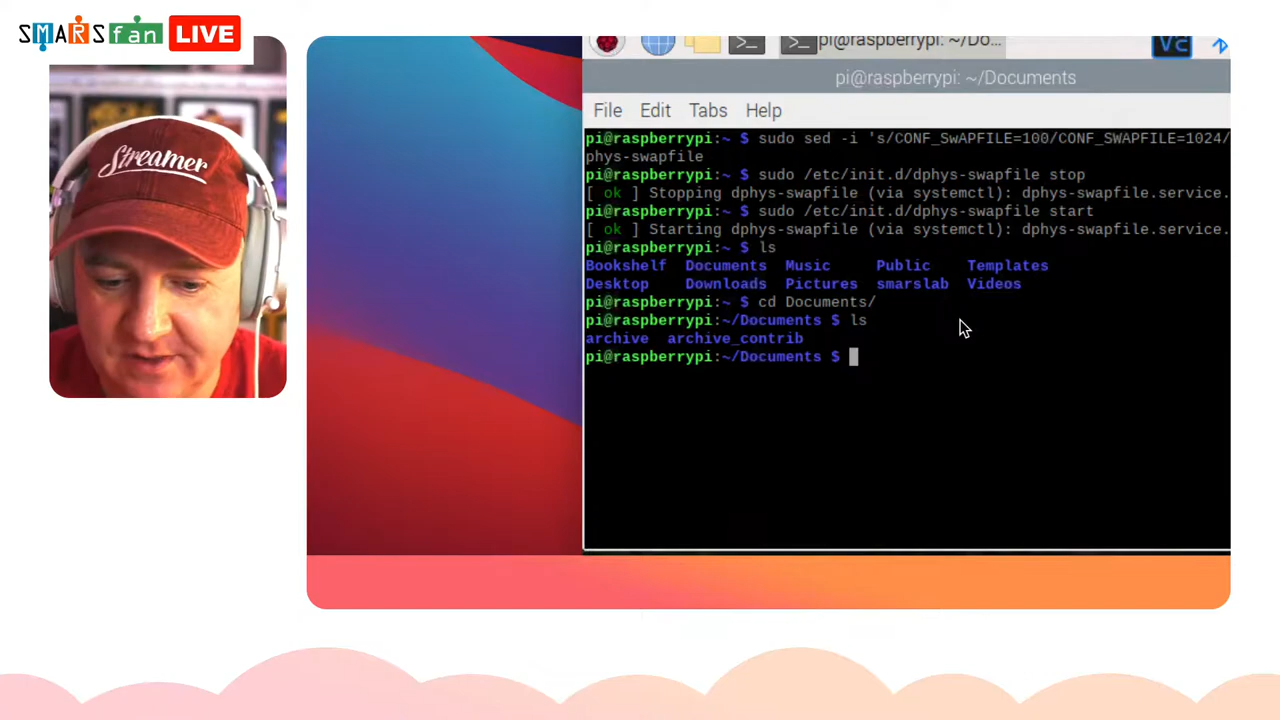 SMARS fan LIVE
Streamer
pi@raspberrypi: ~/Do...
VC
pi@raspberrypi: ~/Documents
File Edit Tabs Help
pi@raspberrypi:~ $ sudo sed -i 's/CONF_SwAPFILE=100/CONF_SWAPFILE=1024/
phys-swapfile
pi@raspberrypi:~ $ sudo /etc/init.d/dphys-swapfile stop
[ ok ] Stopping dphys-swapfile (via systemctl): dphys-swapfile.service.
pi@raspberrypi:~ $ sudo /etc/init.d/dphys-swapfile start
[ ok ] Starting dphys-swapfile (via systemctl): dphys-swapfile.service.
pi@raspberrypi:~ $ ls
Bookshelf Documents Music Public Templates
Desktop Downloads Pictures smarslab Videos
pi@raspberrypi:~ $ cd Documents/
pi@raspberrypi:~/Documents $ ls
archive archive_contrib
pi@raspberrypi:~/Documents $